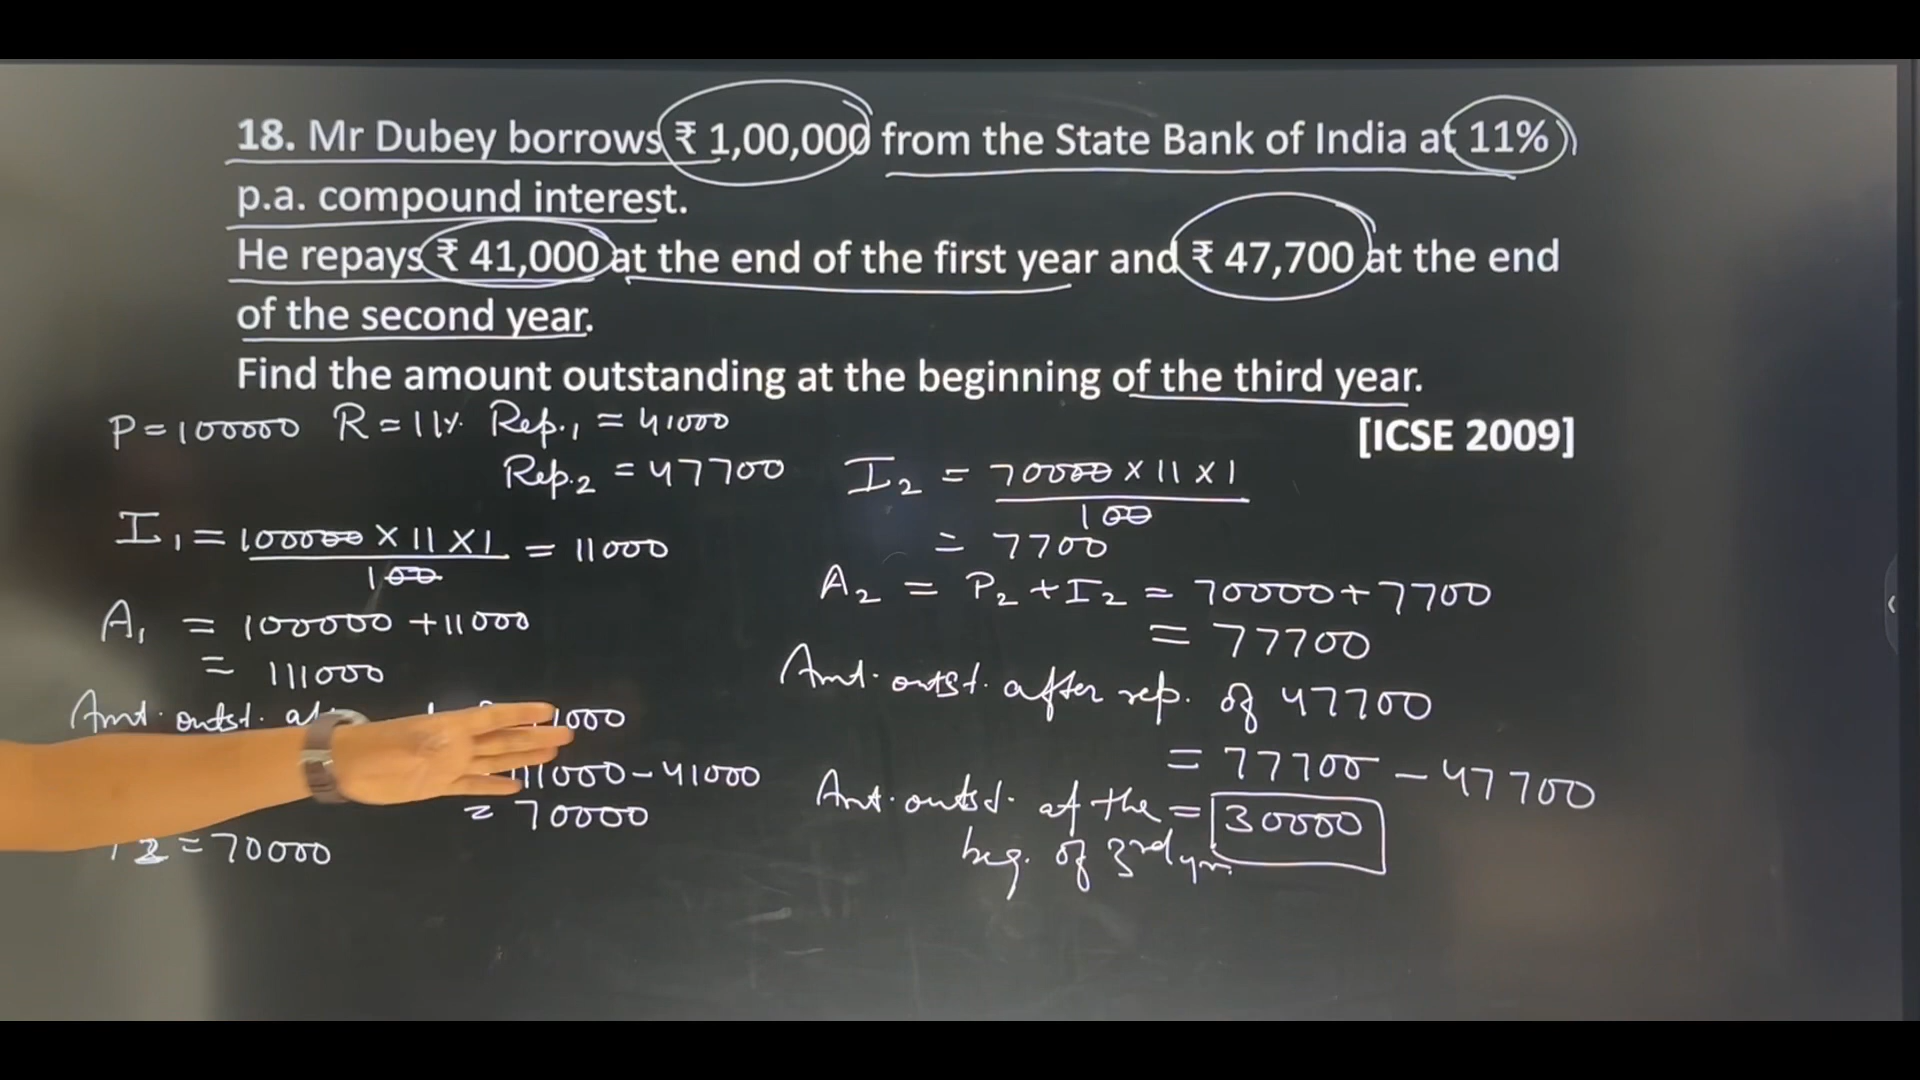 18. Mr Dubey borrows ₹ 1,00,000 from the State Bank of India at 11%
p.a. compound interest.
He repays ₹ 41,000 at the end of the first year and ₹ 47,700 at the end
of the second year.
Find the amount outstanding at the beginning of the third year.
[ICSE 2009]
P = 100000 R = 11% Rep.1 = 41000
Rep.2 = 47700
I1 = 100000 × 11 × 1 = 11000
100
A1 = 100000 + 11000
= 111000
Amt. outst.
000
111000 - 41000
= 70000
2 = 70000
I2 = 70000 × 11 × 1
100
= 7700
A2 = P2 + I2 = 70000 + 7700
= 77700
Amt. outst. after rep. of 47700
= 77700 - 47700
Amt. outst. at the = 30000
beg. of 3rd yr.